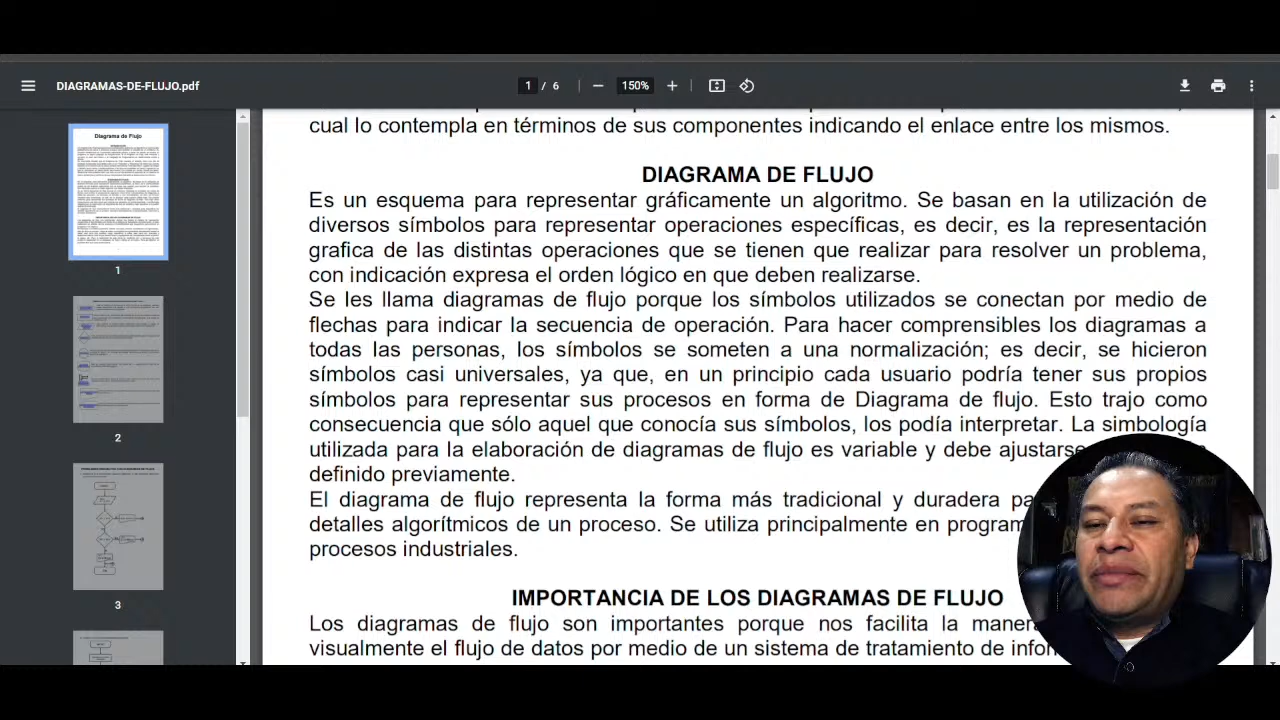 DIAGRAMAS-DE-FLUJO.pdf
1 / 6
150%
Diagrama de Flujo
1
2
3
cual lo contempla en términos de sus componentes indicando el enlace entre los mismos.
DIAGRAMA DE FLUJO
Es un esquema para representar gráficamente un algoritmo. Se basan en la utilización de
diversos símbolos para representar operaciones específicas, es decir, es la representación
grafica de las distintas operaciones que se tienen que realizar para resolver un problema,
con indicación expresa el orden lógico en que deben realizarse.
Se les llama diagramas de flujo porque los símbolos utilizados se conectan por medio de
flechas para indicar la secuencia de operación. Para hacer comprensibles los diagramas a
todas las personas, los símbolos se someten a una normalización; es decir, se hicieron
símbolos casi universales, ya que, en un principio cada usuario podría tener sus propios
símbolos para representar sus procesos en forma de Diagrama de flujo. Esto trajo como
consecuencia que sólo aquel que conocía sus símbolos, los podía interpretar. La simbología
utilizada para la elaboración de diagramas de flujo es variable y debe ajustarse
definido previamente.
El diagrama de flujo representa la forma más tradicional y duradera
detalles algorítmicos de un proceso. Se utiliza principalmente en
procesos industriales.
IMPORTANCIA DE LOS DIAGRAMAS DE FLUJO
Los diagramas de flujo son importantes porque nos facilita la manera
visualmente el flujo de datos por medio de un sistema de tratamiento de